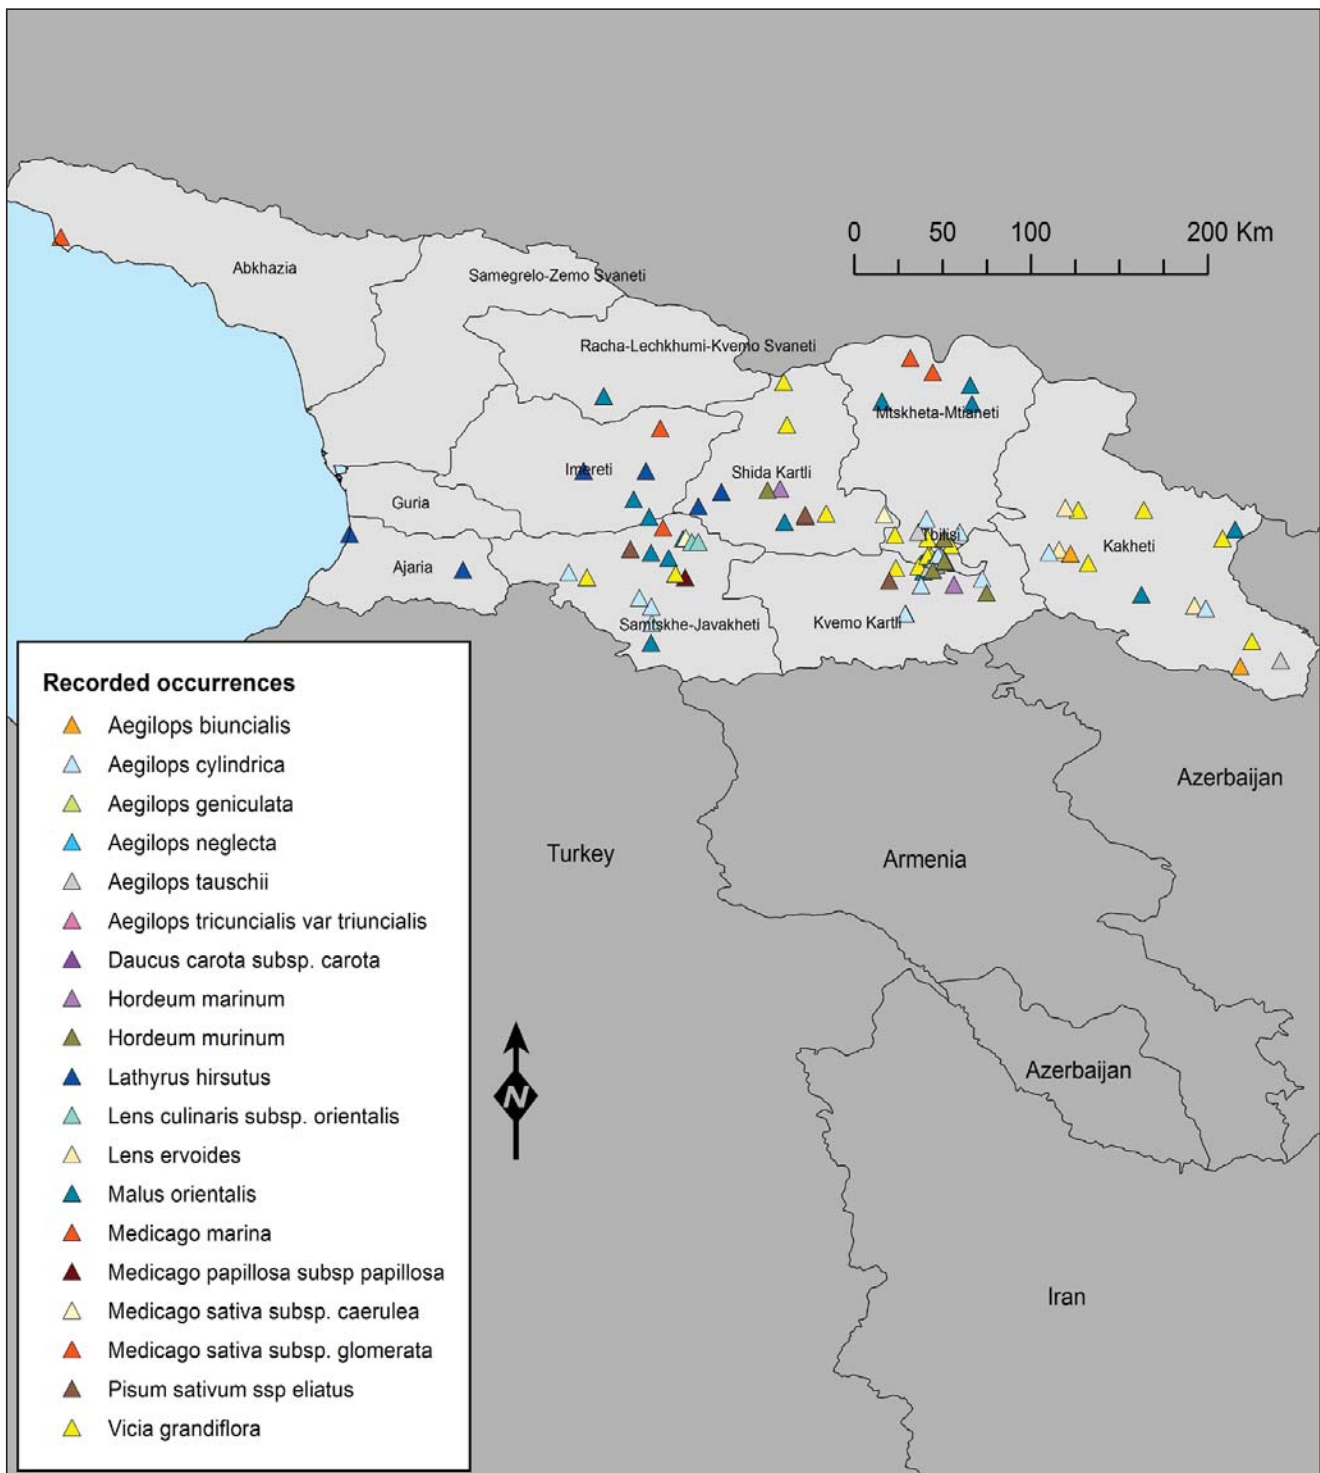 0 50 100 200 Km
Abkhazia
Samegrelo-Zemo Svaneti
Racha-Lechkhumi-Kvemo Svaneti
Mtskheta-Mtianeti
Imereti
Shida Kartli
Guria
Tbilisi
Kakheti
Ajaria
Samtskhe-Javakheti
Kvemo Kartli
Recorded occurrences
Aegilops biuncialis
Aegilops cylindrica
Aegilops geniculata
Aegilops neglecta
Aegilops tauschii
Aegilops tricuncialis var triuncialis
Daucus carota subsp. carota
Hordeum marinum
Hordeum murinum
Lathyrus hirsutus
Lens culinaris subsp. orientalis
Lens ervoides
Malus orientalis
Medicago marina
Medicago papillosa subsp papillosa
Medicago sativa subsp. caerulea
Medicago sativa subsp. glomerata
Pisum sativum ssp eliatus
Vicia grandiflora
Azerbaijan
Turkey
Armenia
Azerbaijan
N
Iran